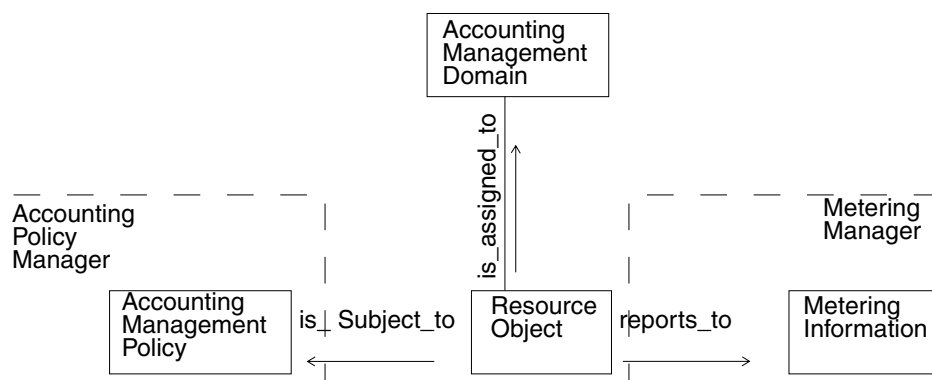 Accounting
Management
Domain
is_assigned_to
Accounting
Policy
Manager
Metering
Manager
Accounting
Management
Policy
is_ Subject_to
Resource
Object
reports_to
Metering
Information